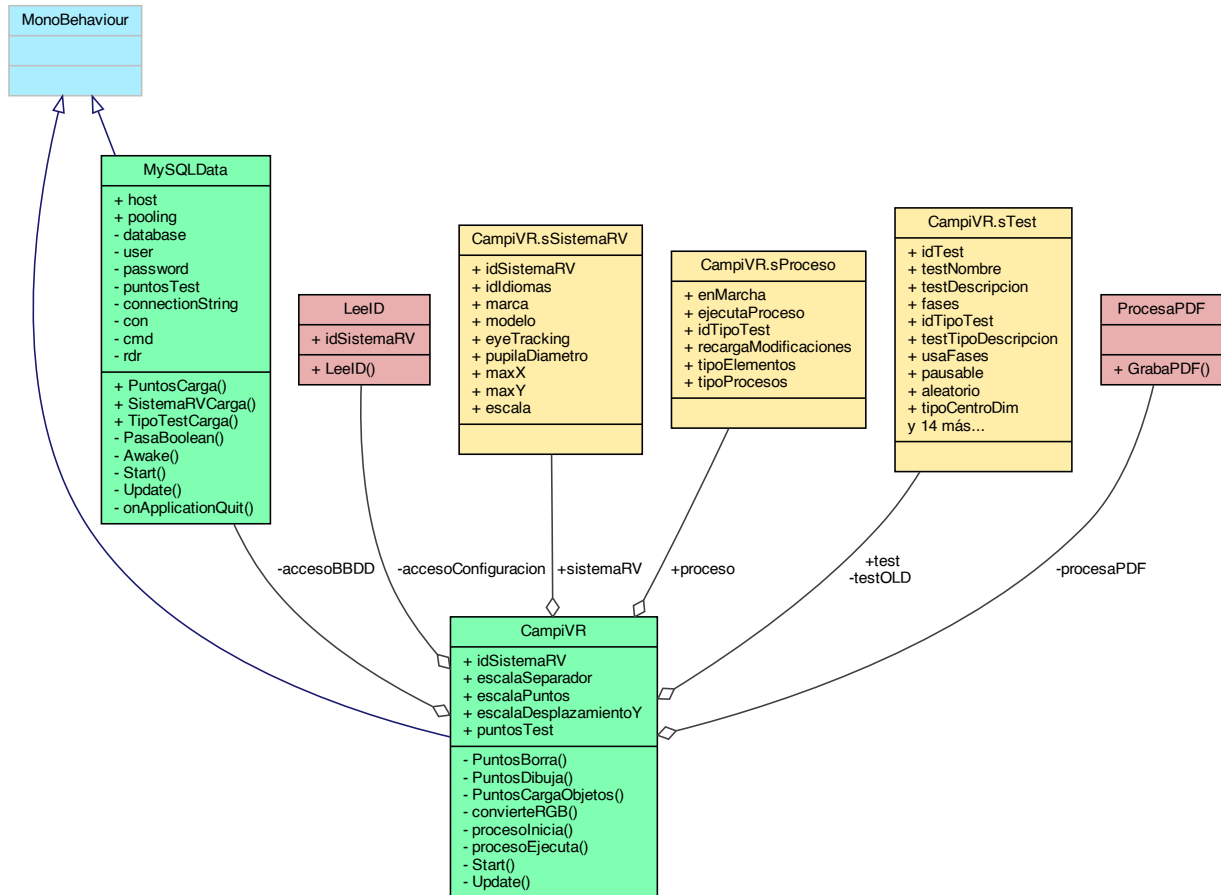 MonoBehaviour
MySQLData
+ host
+ pooling
- database
- user
- password
- puntosTest
- connectionString
- con
- cmd
- rdr
+ PuntosCarga()
+ SistemaRVCarga()
+ TipoTestCarga()
- PasaBoolean()
- Awake()
- Start()
- Update()
- onApplicationQuit()
LeeID
+ idSistemaRV
+ LeeID()
CampiVR.sSistemaRV
+ idSistemaRV
+ idIdiomas
+ marca
+ modelo
+ eyeTracking
+ pupilaDiametro
+ maxX
+ maxY
+ escala
CampiVR.sProceso
+ enMarcha
+ ejecutaProceso
+ idTipoTest
+ recargaModificaciones
+ tipoElementos
+ tipoProcesos
CampiVR.sTest
+ idTest
+ testNombre
+ testDescripcion
+ fases
+ idTipoTest
+ testTipoDescripcion
+ usaFases
+ pausable
+ aleatorio
+ tipoCentroDim
y 14 más...
ProcesaPDF
+ GrabaPDF()
-accesoBBDD
-accesoConfiguracion
+sistemaRV
+proceso
+test
-testOLD
-procesaPDF
CampiVR
+ idSistemaRV
+ escalaSeparador
+ escalaPuntos
+ escalaDesplazamientoY
+ puntosTest
- PuntosBorra()
- PuntosDibuja()
- PuntosCargaObjetos()
- convierteRGB()
- procesoInicia()
- procesoEjecuta()
- Start()
- Update()